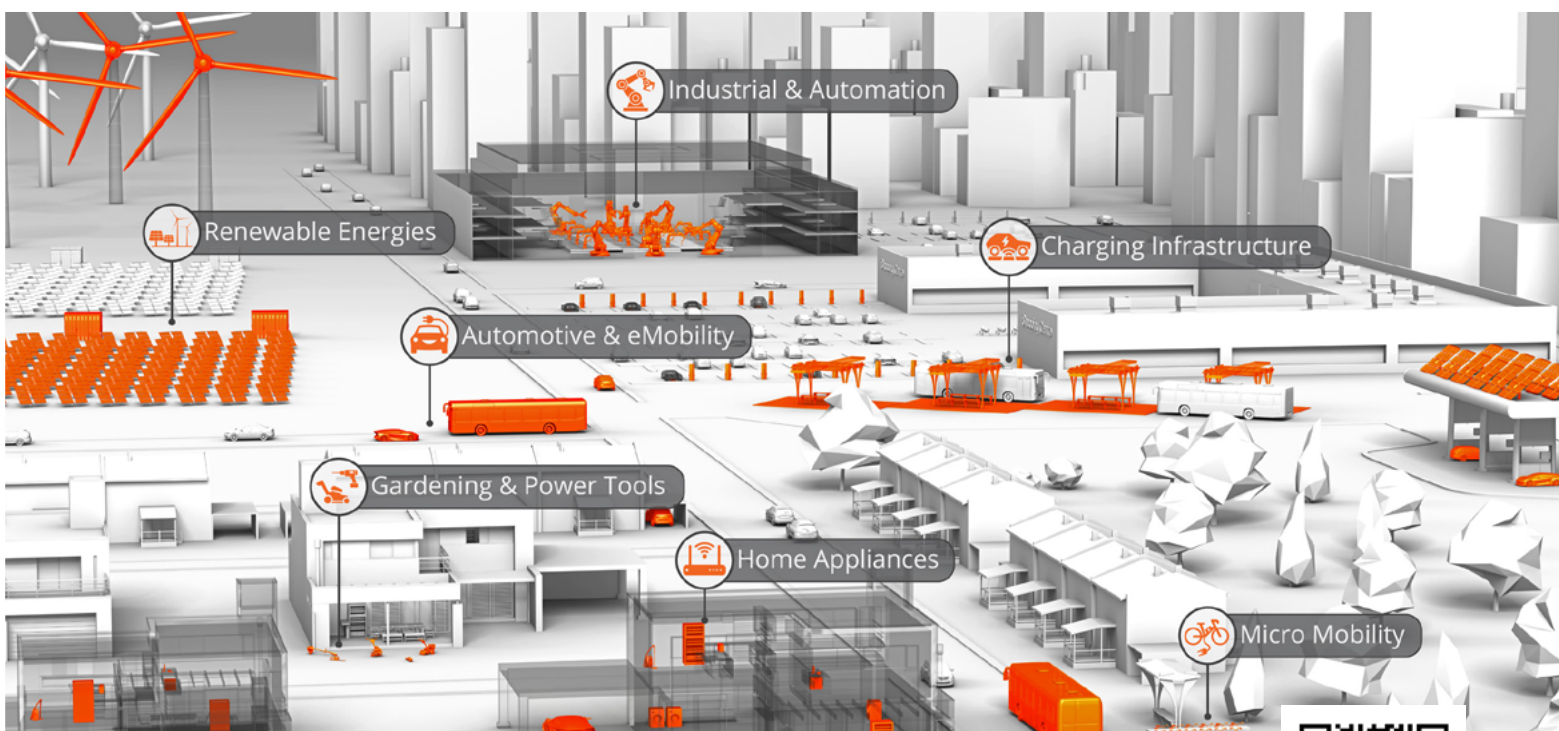 Industrial & Automation
Renewable Energies
Charging Infrastructure
Automotive & eMobility
Gardening & Power Tools
Home Appliances
Micro Mobility